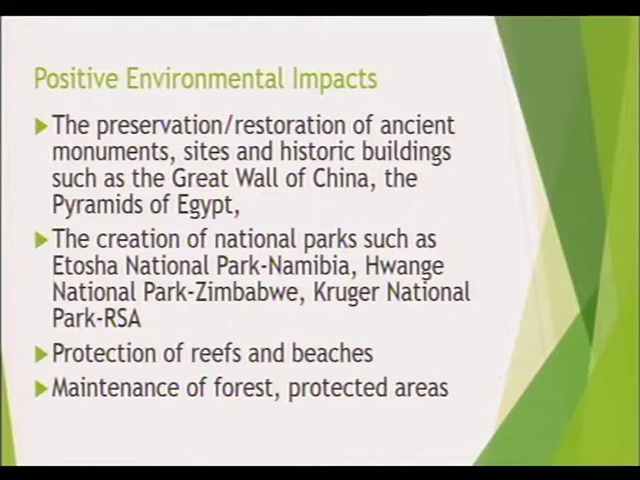 Positive Environmental Impacts
The preservation/restoration of ancient
monuments, sites and historic buildings
such as the Great Wall of China, the
Pyramids of Egypt,
The creation of national parks such as
Etosha National Park-Namibia, Hwange
National Park-Zimbabwe, Kruger National
Park-RSA
Protection of reefs and beaches
Maintenance of forest, protected areas